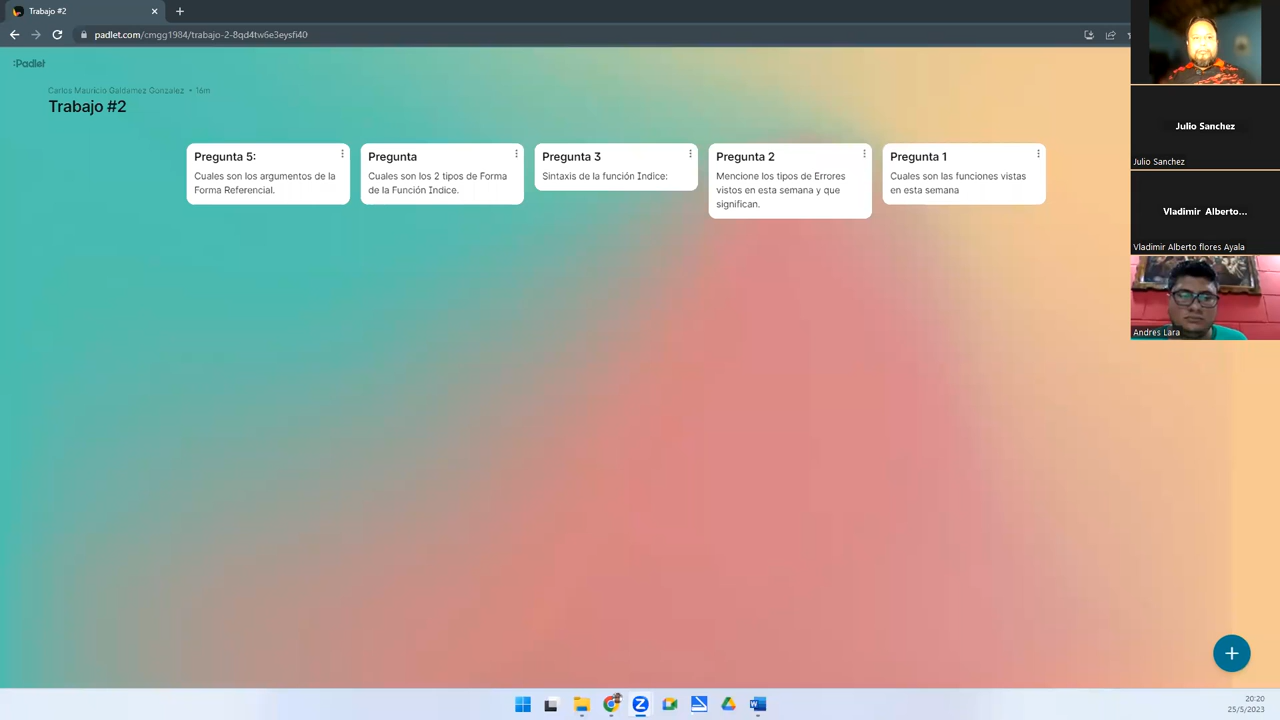 Trabajo #2
padlet.com/cmgg1984/trabajo-2-8qd4tw6e3eysfi40
:Padlet
Carlos Mauricio Galdamez Gonzalez • 16m
Trabajo #2
Pregunta 5:
Cuales son los argumentos de la
Forma Referencial.
Pregunta
Cuales son los 2 tipos de Forma
de la Función Indice.
Pregunta 3
Sintaxis de la función Indice:
Pregunta 2
Mencione los tipos de Errores
vistos en esta semana y que
significan.
Pregunta 1
Cuales son las funciones vistas
en esta semana
Julio Sanchez
Julio Sanchez
Vladimir Alberto...
Vladimir Alberto flores Ayala
Andres Lara
20:20
25/5/2023